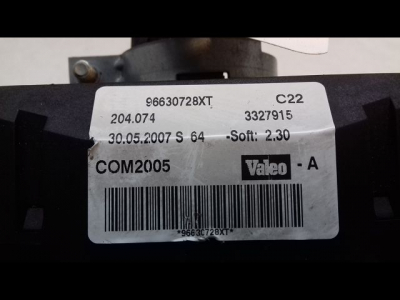 96630728XT C22
204.074 3327915
30.05.2007 S 64 -Soft: 2.30
COM2005 Valeo - A
*96630728XT*